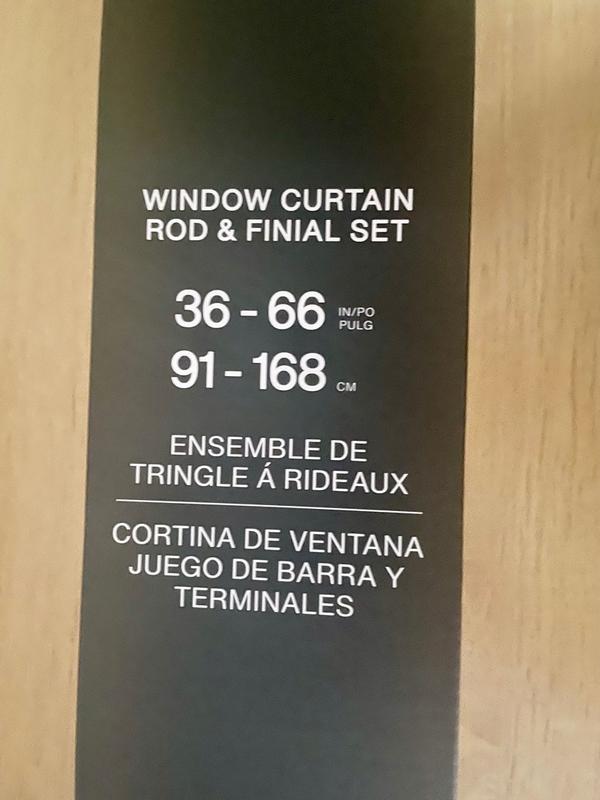 WINDOW CURTAIN
ROD & FINIAL SET
36 - 66 IN/PO
PULG
91 - 168 CM
ENSEMBLE DE
TRINGLE Á RIDEAUX
CORTINA DE VENTANA
JUEGO DE BARRA Y
TERMINALES